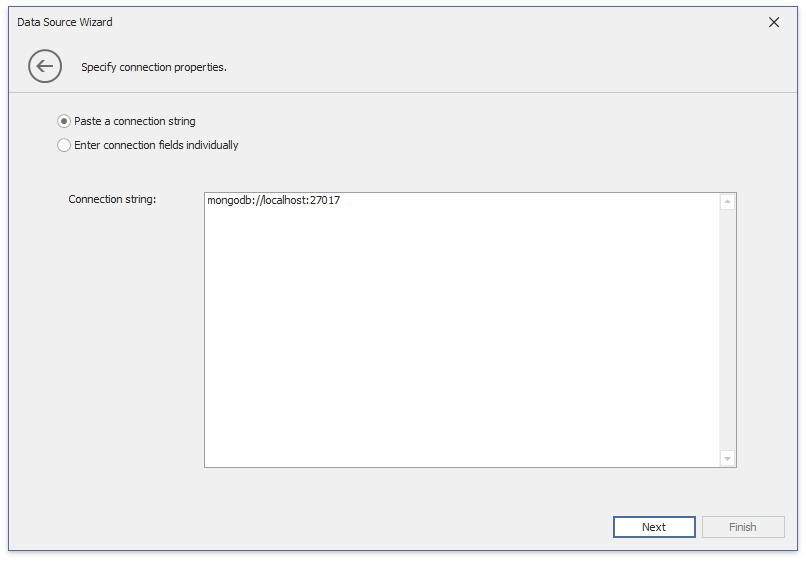 Data Source Wizard
Specify connection properties.
Paste a connection string
Enter connection fields individually
Connection string:
mongodb://localhost:27017
Next
Finish